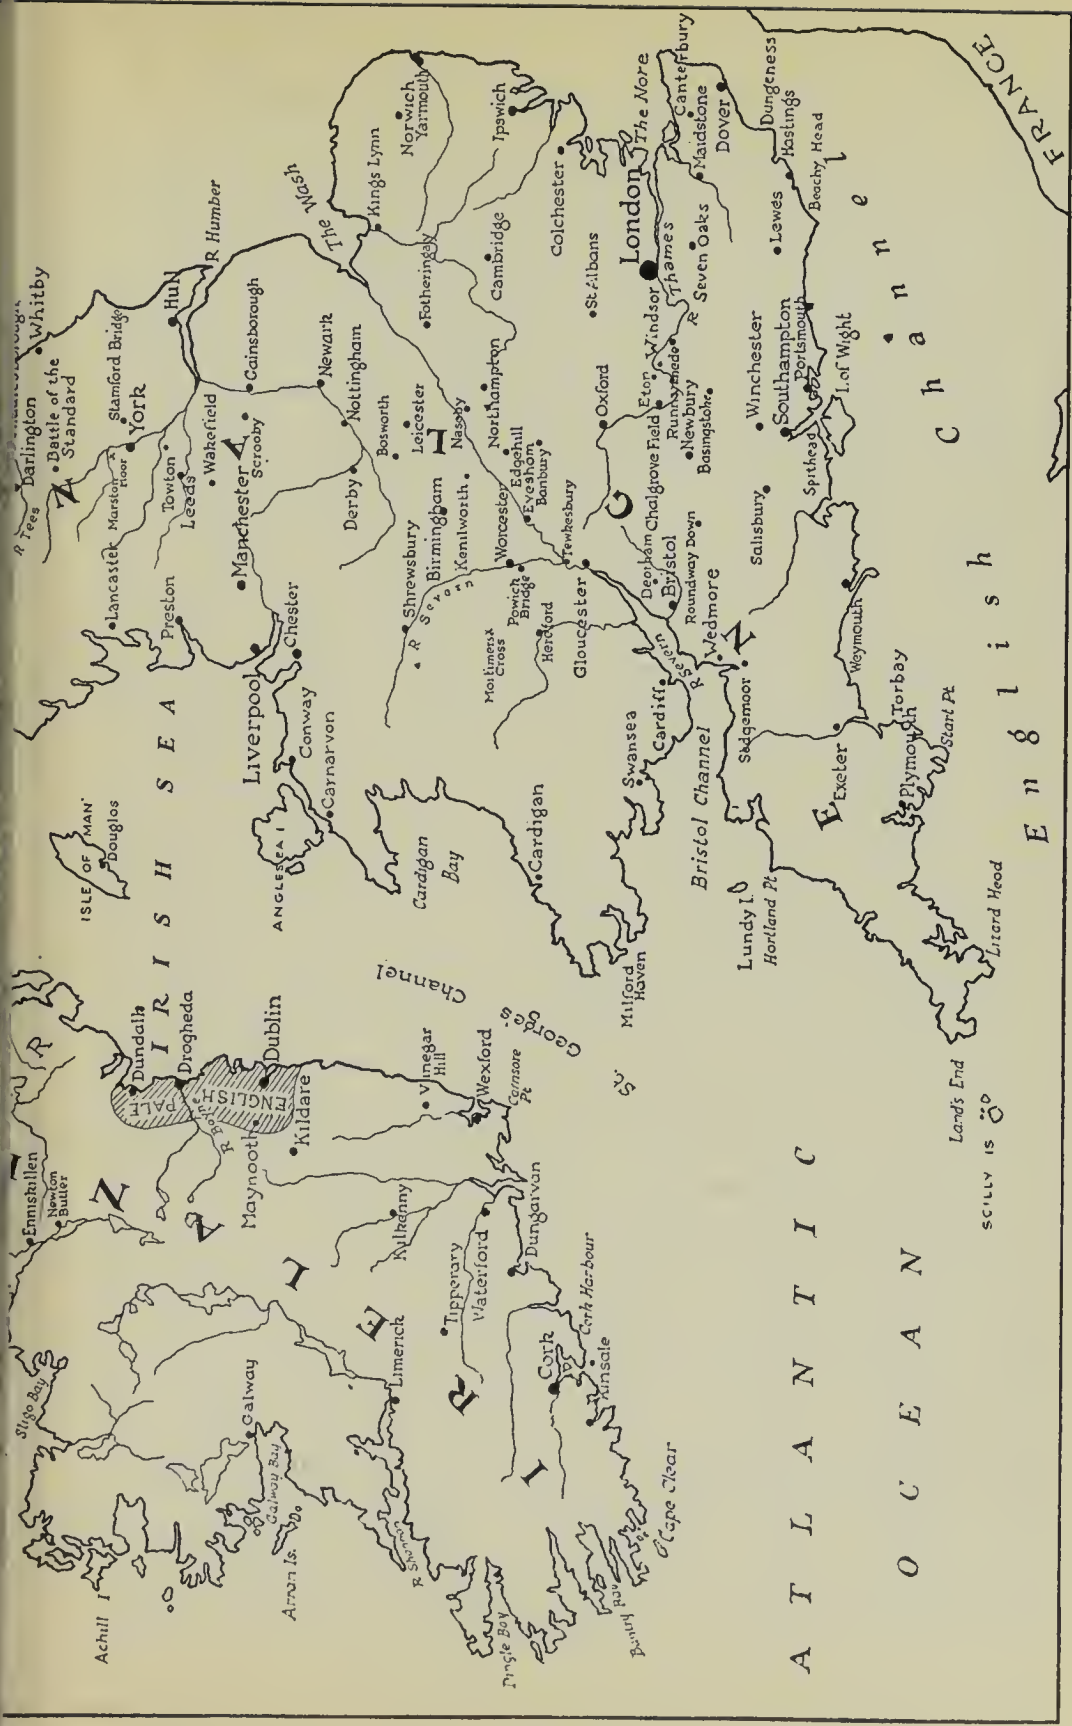 Achill I
Sligo Bay
Galway
Galway Bay
Arran Is.
R Shannon
Limerick
Dingle Bay
Bantry Bay
Cape Clear
Kinsale
Cork
Cork Harbour
Tipperary
Waterford
Dungarvan
Kilkenny
Enniskillen
Newton
Butler
Dundalk
Drogheda
ENGLISH
PALE
R Boyne
Maynooth
Dublin
Kildare
Vinegar
Hill
Wexford
Carnsore
Pt
I R E L A N
R
St. George's Channel
ISLE OF MAN
Douglas
IRISH SEA
ANGLESEA I
Carnarvon
Conway
Liverpool
Chester
Preston
Lancaster
Manchester
Cardigan
Bay
Cardigan
Milford
Haven
Swansea
Cardiff
Bristol Channel
Lundy I.
Hartland Pt
Land's End
SCILLY IS
Lizard Head
Plymouth
Torbay
Start Pt
Exeter
Sedgemoor
Weymouth
Wedmore
R Severn
Bristol
Deorham
Roundway Down
Salisbury
Gloucester
Hereford
Mortimers
Cross
Powick
Bridge
Worcester
Tewkesbury
Evesham
Edgehill
Banbury
Shrewsbury
R Severn
Birmingham
Kenilworth
Derby
Bosworth
Leicester
Naseby
Northampton
Nottingham
Newark
Gainsborough
Scrooby
Wakefield
Leeds
Towton
Marston
Moor
York
Stamford Bridge
Battle of the
Standard
Darlington
R Tees
Whitby
Hull
R Humber
The Wash
Kings Lynn
Norwich
Yarmouth
Ipswich
Fotheringay
Cambridge
Colchester
St Albans
Oxford
Chalgrove Field
Eton
Windsor
Runnymede
Newbury
Basingstoke
London
R Thames
The Nore
Canterbury
Maidstone
Dover
Seven Oaks
Dungeness
Hastings
Beachy Head
Lewes
Winchester
Southampton
Portsmouth
Spithead
I. of Wight
E N G A N
English Channel
ATLANTIC
OCEAN
FRANCE